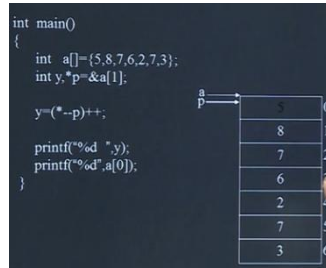 int main()
{
int a[]={5,8,7,6,2,7,3};
int y,*p=&a[1];
y=(*--p)++;
printf("%d ",y);
printf("%d",a[0]);
}
a
p
5
8
7
6
2
7
3